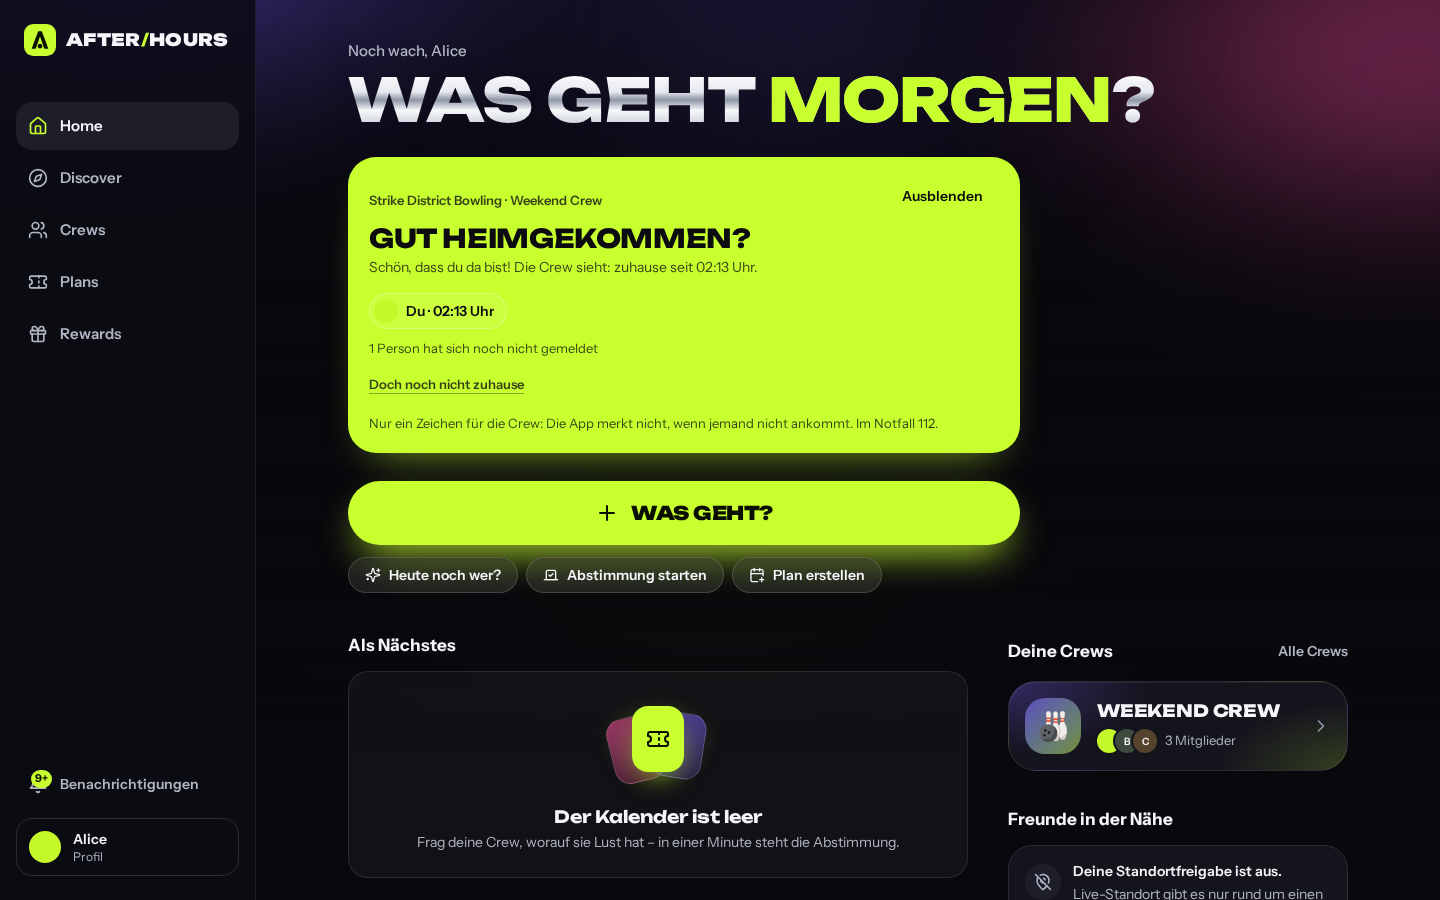 AFTER/HOURS
Home
Discover
Crews
Plans
Rewards
9+
Benachrichtigungen
Alice
Profil
Noch wach, Alice
WAS GEHT MORGEN?
Strike District Bowling · Weekend Crew
Ausblenden
GUT HEIMGEKOMMEN?
Schön, dass du da bist! Die Crew sieht: zuhause seit 02:13 Uhr.
Du · 02:13 Uhr
1 Person hat sich noch nicht gemeldet
Doch noch nicht zuhause
Nur ein Zeichen für die Crew: Die App merkt nicht, wenn jemand nicht ankommt. Im Notfall 112.
WAS GEHT?
Heute noch wer?
Abstimmung starten
Plan erstellen
Als Nächstes
Der Kalender ist leer
Frag deine Crew, worauf sie Lust hat – in einer Minute steht die Abstimmung.
Deine Crews
Alle Crews
WEEKEND CREW
B C 3 Mitglieder
Freunde in der Nähe
Deine Standortfreigabe ist aus.
Live-Standort gibt es nur rund um einen